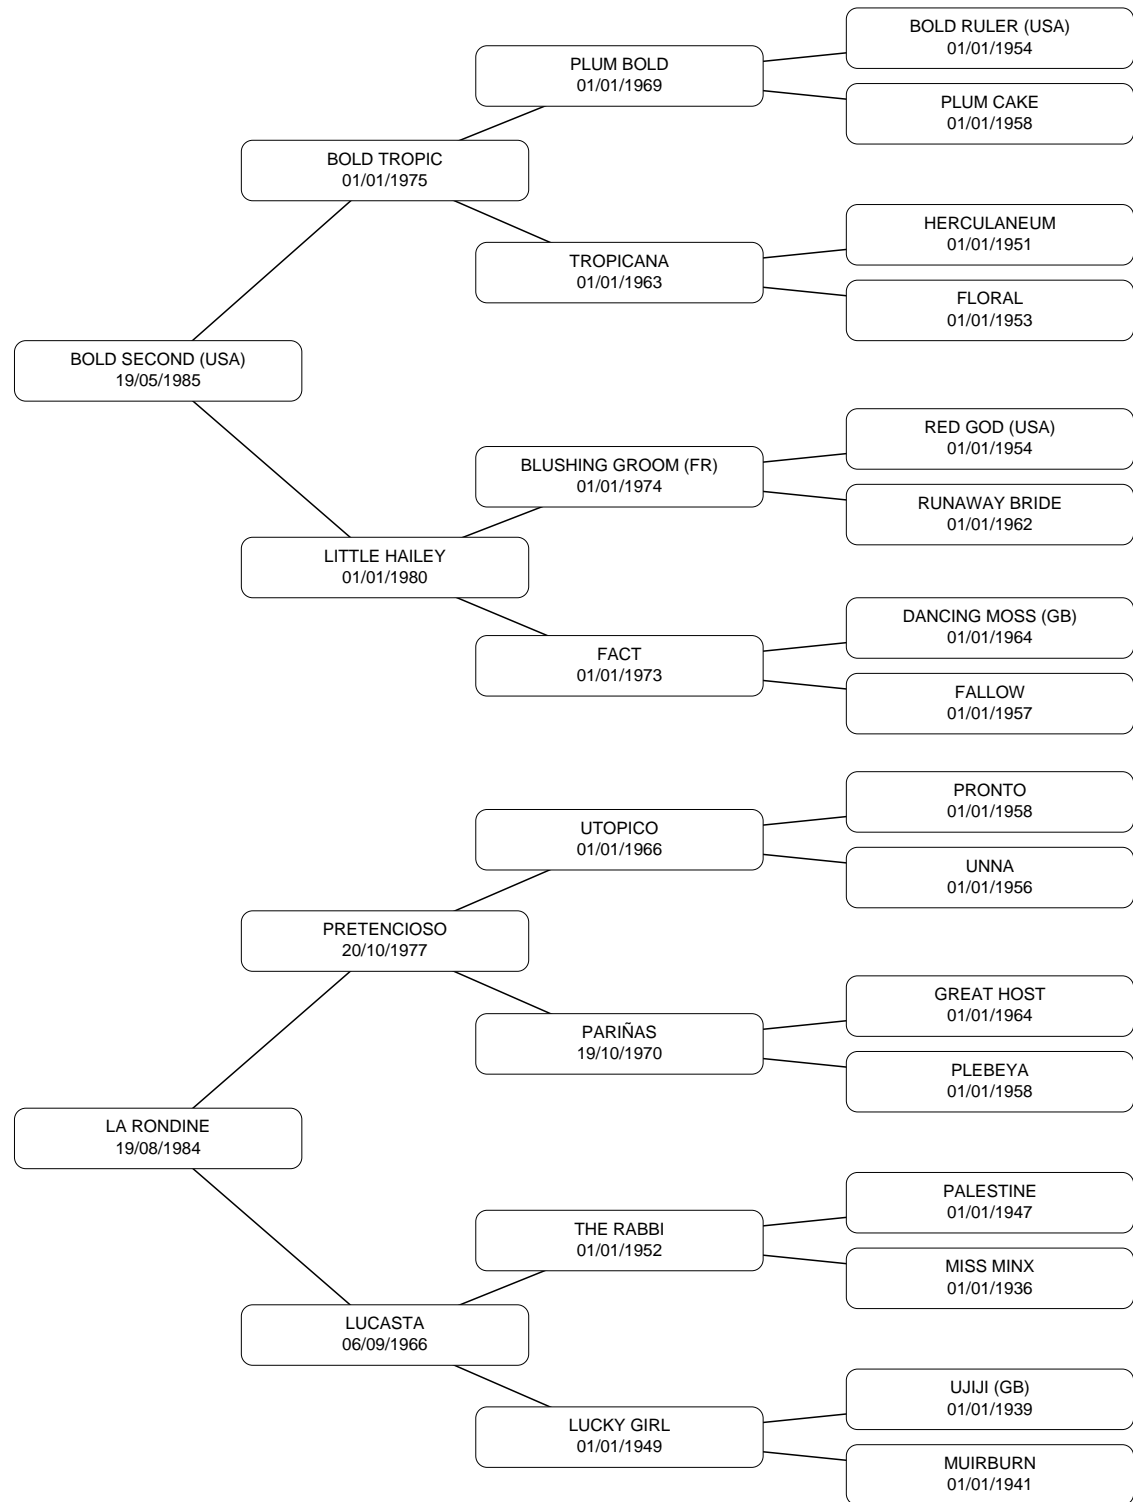 BOLD RULER (USA)
01/01/1954
PLUM BOLD
01/01/1969
PLUM CAKE
01/01/1958
BOLD TROPIC
01/01/1975
HERCULANEUM
01/01/1951
TROPICANA
01/01/1963
FLORAL
01/01/1953
BOLD SECOND (USA)
19/05/1985
RED GOD (USA)
01/01/1954
BLUSHING GROOM (FR)
01/01/1974
RUNAWAY BRIDE
01/01/1962
LITTLE HAILEY
01/01/1980
DANCING MOSS (GB)
01/01/1964
FACT
01/01/1973
FALLOW
01/01/1957
PRONTO
01/01/1958
UTOPICO
01/01/1966
UNNA
01/01/1956
PRETENCIOSO
20/10/1977
GREAT HOST
01/01/1964
PARIÑAS
19/10/1970
PLEBEYA
01/01/1958
LA RONDINE
19/08/1984
PALESTINE
01/01/1947
THE RABBI
01/01/1952
MISS MINX
01/01/1936
LUCASTA
06/09/1966
UJIJI (GB)
01/01/1939
LUCKY GIRL
01/01/1949
MUIRBURN
01/01/1941